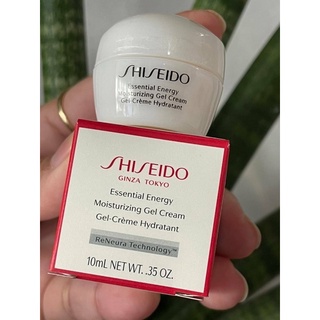 SHISEIDO
Essential Energy
Moisturizing Gel Cream
Gel-Crème Hydratant
SHISEIDO
GINZA TOKYO
Essential Energy
Moisturizing Gel Cream
Gel-Crème Hydratant
ReNeura Technology™
10mL NET WT. .35 OZ.